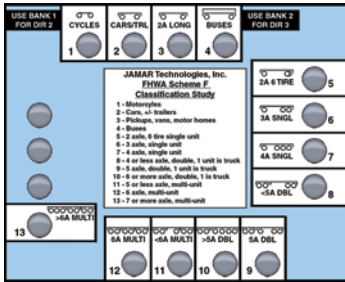 USE BANK 1
FOR DIR 2
CYCLES
CARS/TRL
2A LONG
BUSES
USE BANK 2
FOR DIR 3
1
2
3
4
JAMAR Technologies, Inc.
FHWA Scheme F
Classification Study
1 - Motorcyles
2 - Cars, +/- trailers
3 - Pickups, vans, motor homes
4 - Buses
5 - 2 axle, 6 tire single unit
6 - 3 axle, single unit
7 - 4 axle, single unit
8 - 4 or less axle, double, 1 unit is truck
9 - 5 axle, double, 1 unit is truck
10 - 6 or more axle, double, 1 is truck
11 - 5 or less axle, multi-unit
12 - 6 axle, multi-unit
13 - 7 or more axle, multi-unit
2A 6 TIRE
5
3A SNGL
6
4A SNGL
7
<5A DBL
8
>6A MULTI
13
6A MULTI
<6A MULTI
>5A DBL
5A DBL
12
11
10
9